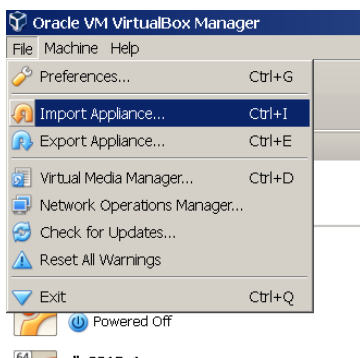 Oracle VM VirtualBox Manager
File Machine Help
Preferences... Ctrl+G
Import Appliance... Ctrl+I
Export Appliance... Ctrl+E
Virtual Media Manager... Ctrl+D
Network Operations Manager...
Check for Updates...
Reset All Warnings
Exit Ctrl+Q
Powered Off
64